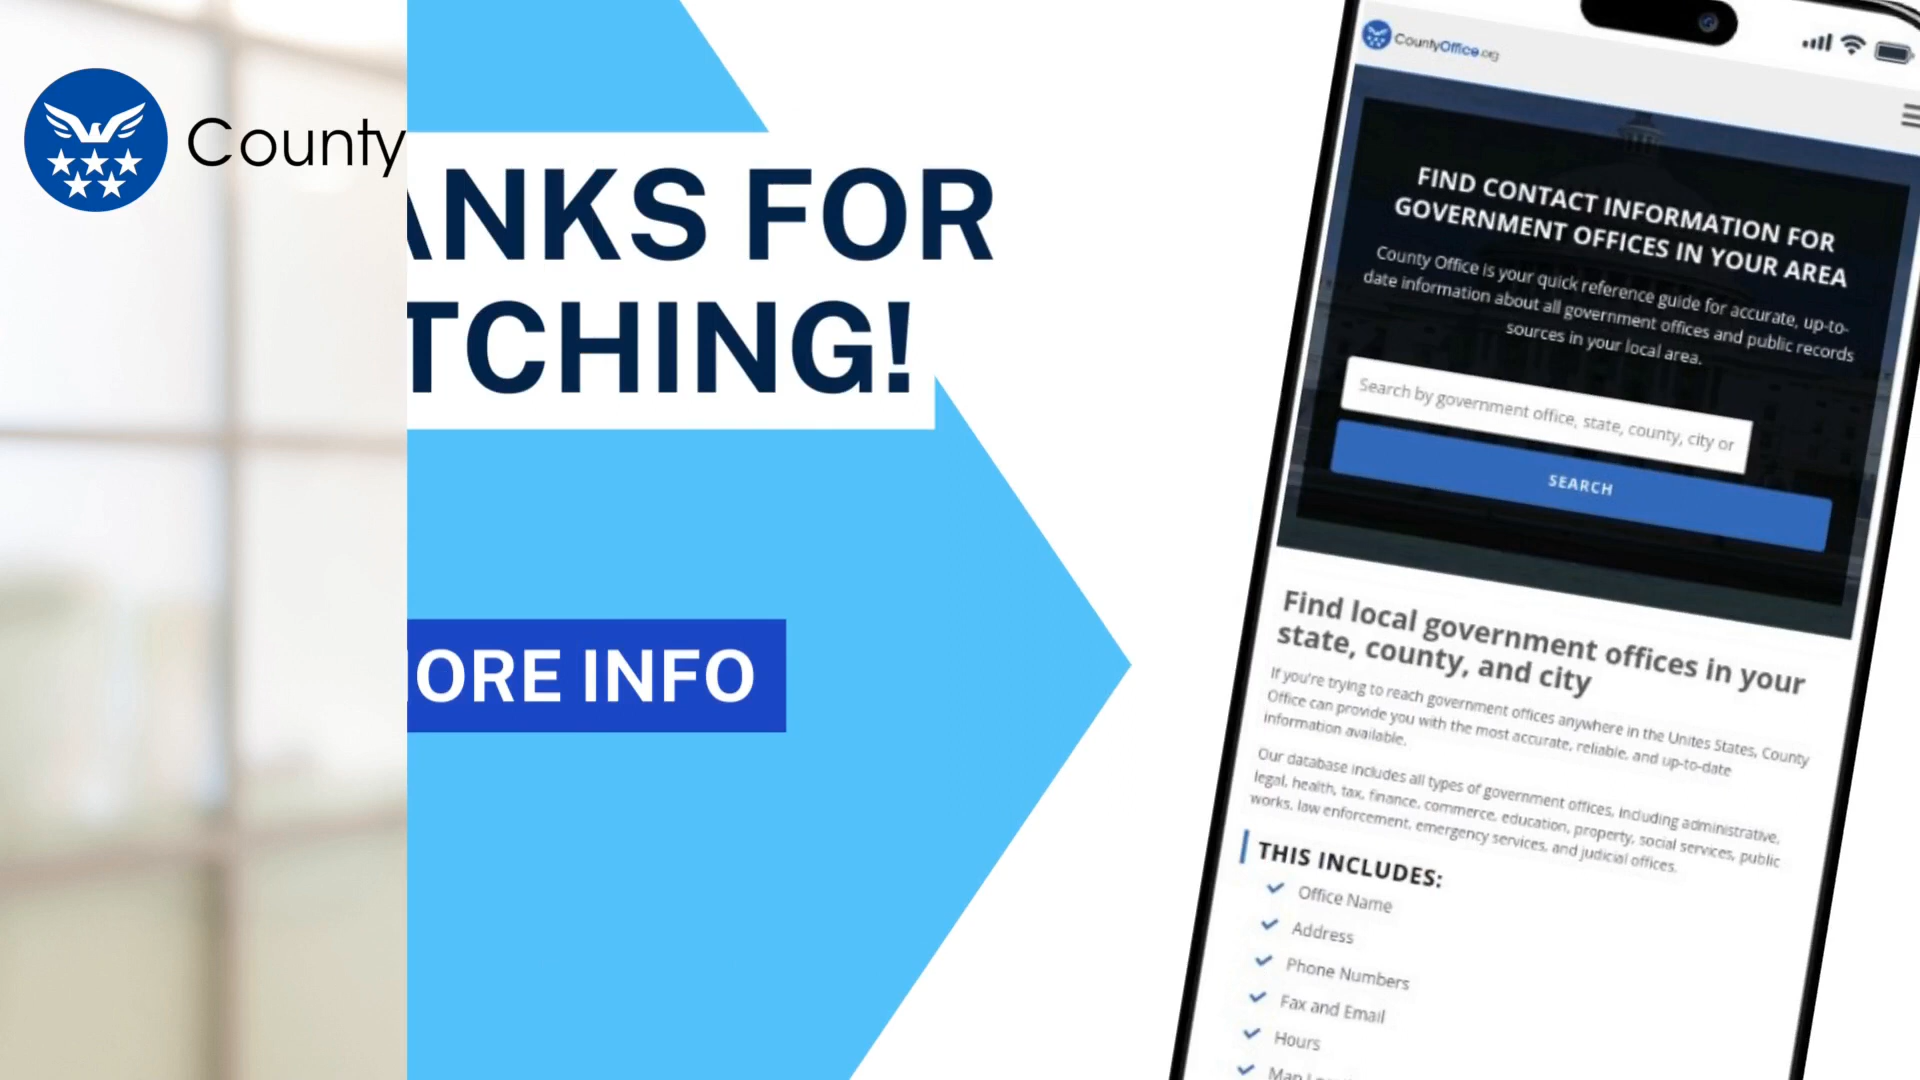 County
ANKS FOR
TCHING!
ORE INFO
CountyOffice.org
FIND CONTACT INFORMATION FOR
GOVERNMENT OFFICES IN YOUR AREA
County Office is your quick reference guide for accurate, up-to-
date information about all government offices and public records
sources in your local area.
Search by government office, state, county, city or
SEARCH
Find local government offices in your
state, county, and city
If you're trying to reach government offices anywhere in the Unites States, County
Office can provide you with the most accurate, reliable, and up-to-date
information available.
Our database includes all types of government offices, including administrative,
legal, health, tax, finance, commerce, education, property, social services, public
works, law enforcement, emergency services, and judicial offices.
THIS INCLUDES:
Office Name
Address
Phone Numbers
Fax and Email
Hours
Map